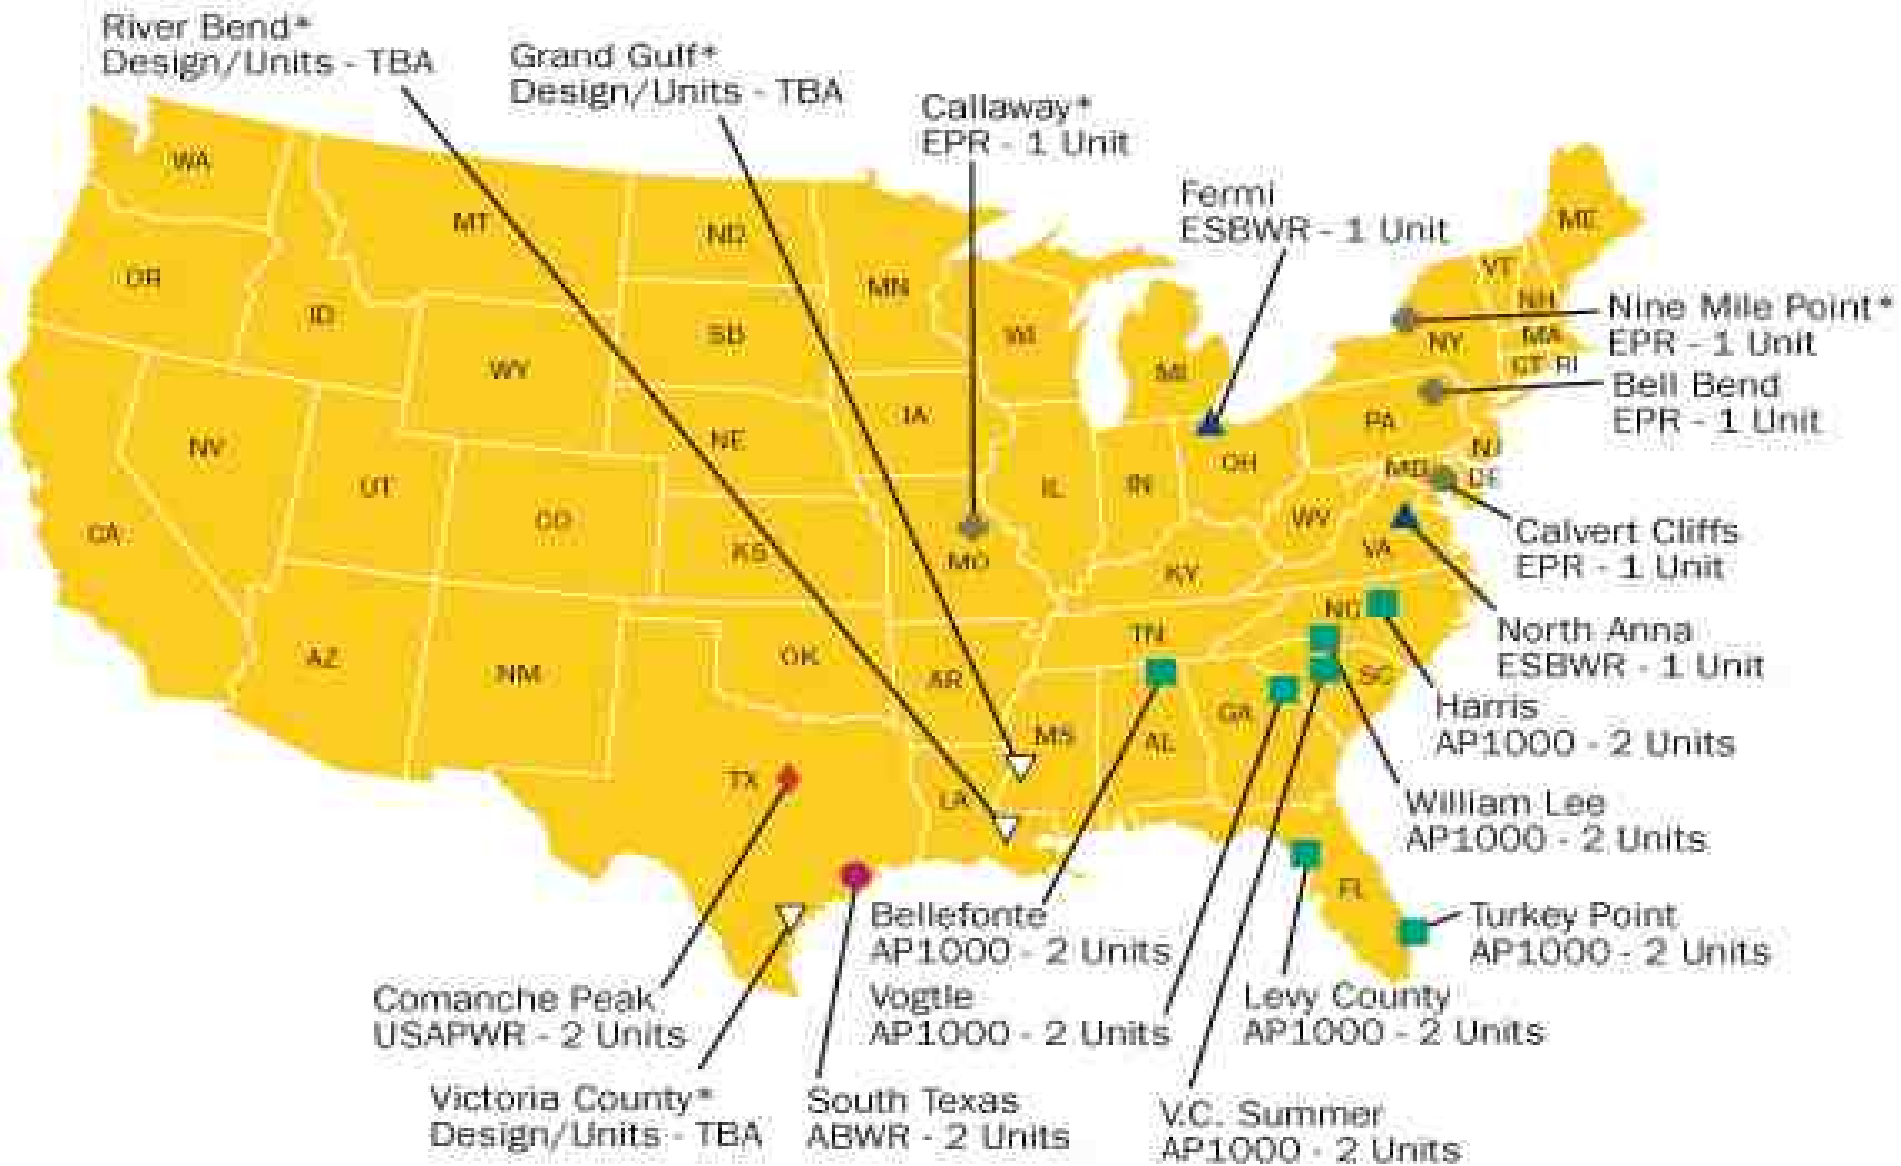 River Bend*
Design/Units - TBA
Grand Gulf*
Design/Units - TBA
Callaway*
EPR - 1 Unit
Fermi
ESBWR - 1 Unit
Nine Mile Point*
EPR - 1 Unit
Bell Bend
EPR - 1 Unit
Calvert Cliffs
EPR - 1 Unit
North Anna
ESBWR - 1 Unit
Harris
AP1000 - 2 Units
William Lee
AP1000 - 2 Units
Turkey Point
AP1000 - 2 Units
Levy County
AP1000 - 2 Units
V.C. Summer
AP1000 - 2 Units
Bellefonte
AP1000 - 2 Units
Vogtle
AP1000 - 2 Units
South Texas
ABWR - 2 Units
Comanche Peak
USAPWR - 2 Units
Victoria County*
Design/Units - TBA
WA
MT
ND
MN
OR
ID
SD
WI
WY
MI
ME
VT
NH
NY
MA
CT RI
IA
NE
PA
NJ
NV
UT
CO
KS
IL
IN
OH
MD
DE
CA
MO
WV
VA
KY
AZ
NM
OK
AR
TN
NC
SC
TX
LA
MS
AL
GA
FL